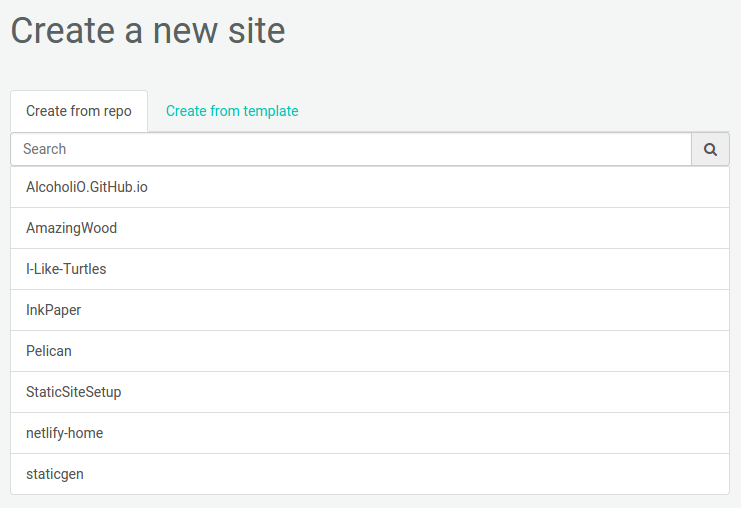 Create a new site
Create from repo Create from template
Search
AlcoholiO.GitHub.io
AmazingWood
I-Like-Turtles
InkPaper
Pelican
StaticSiteSetup
netlify-home
staticgen